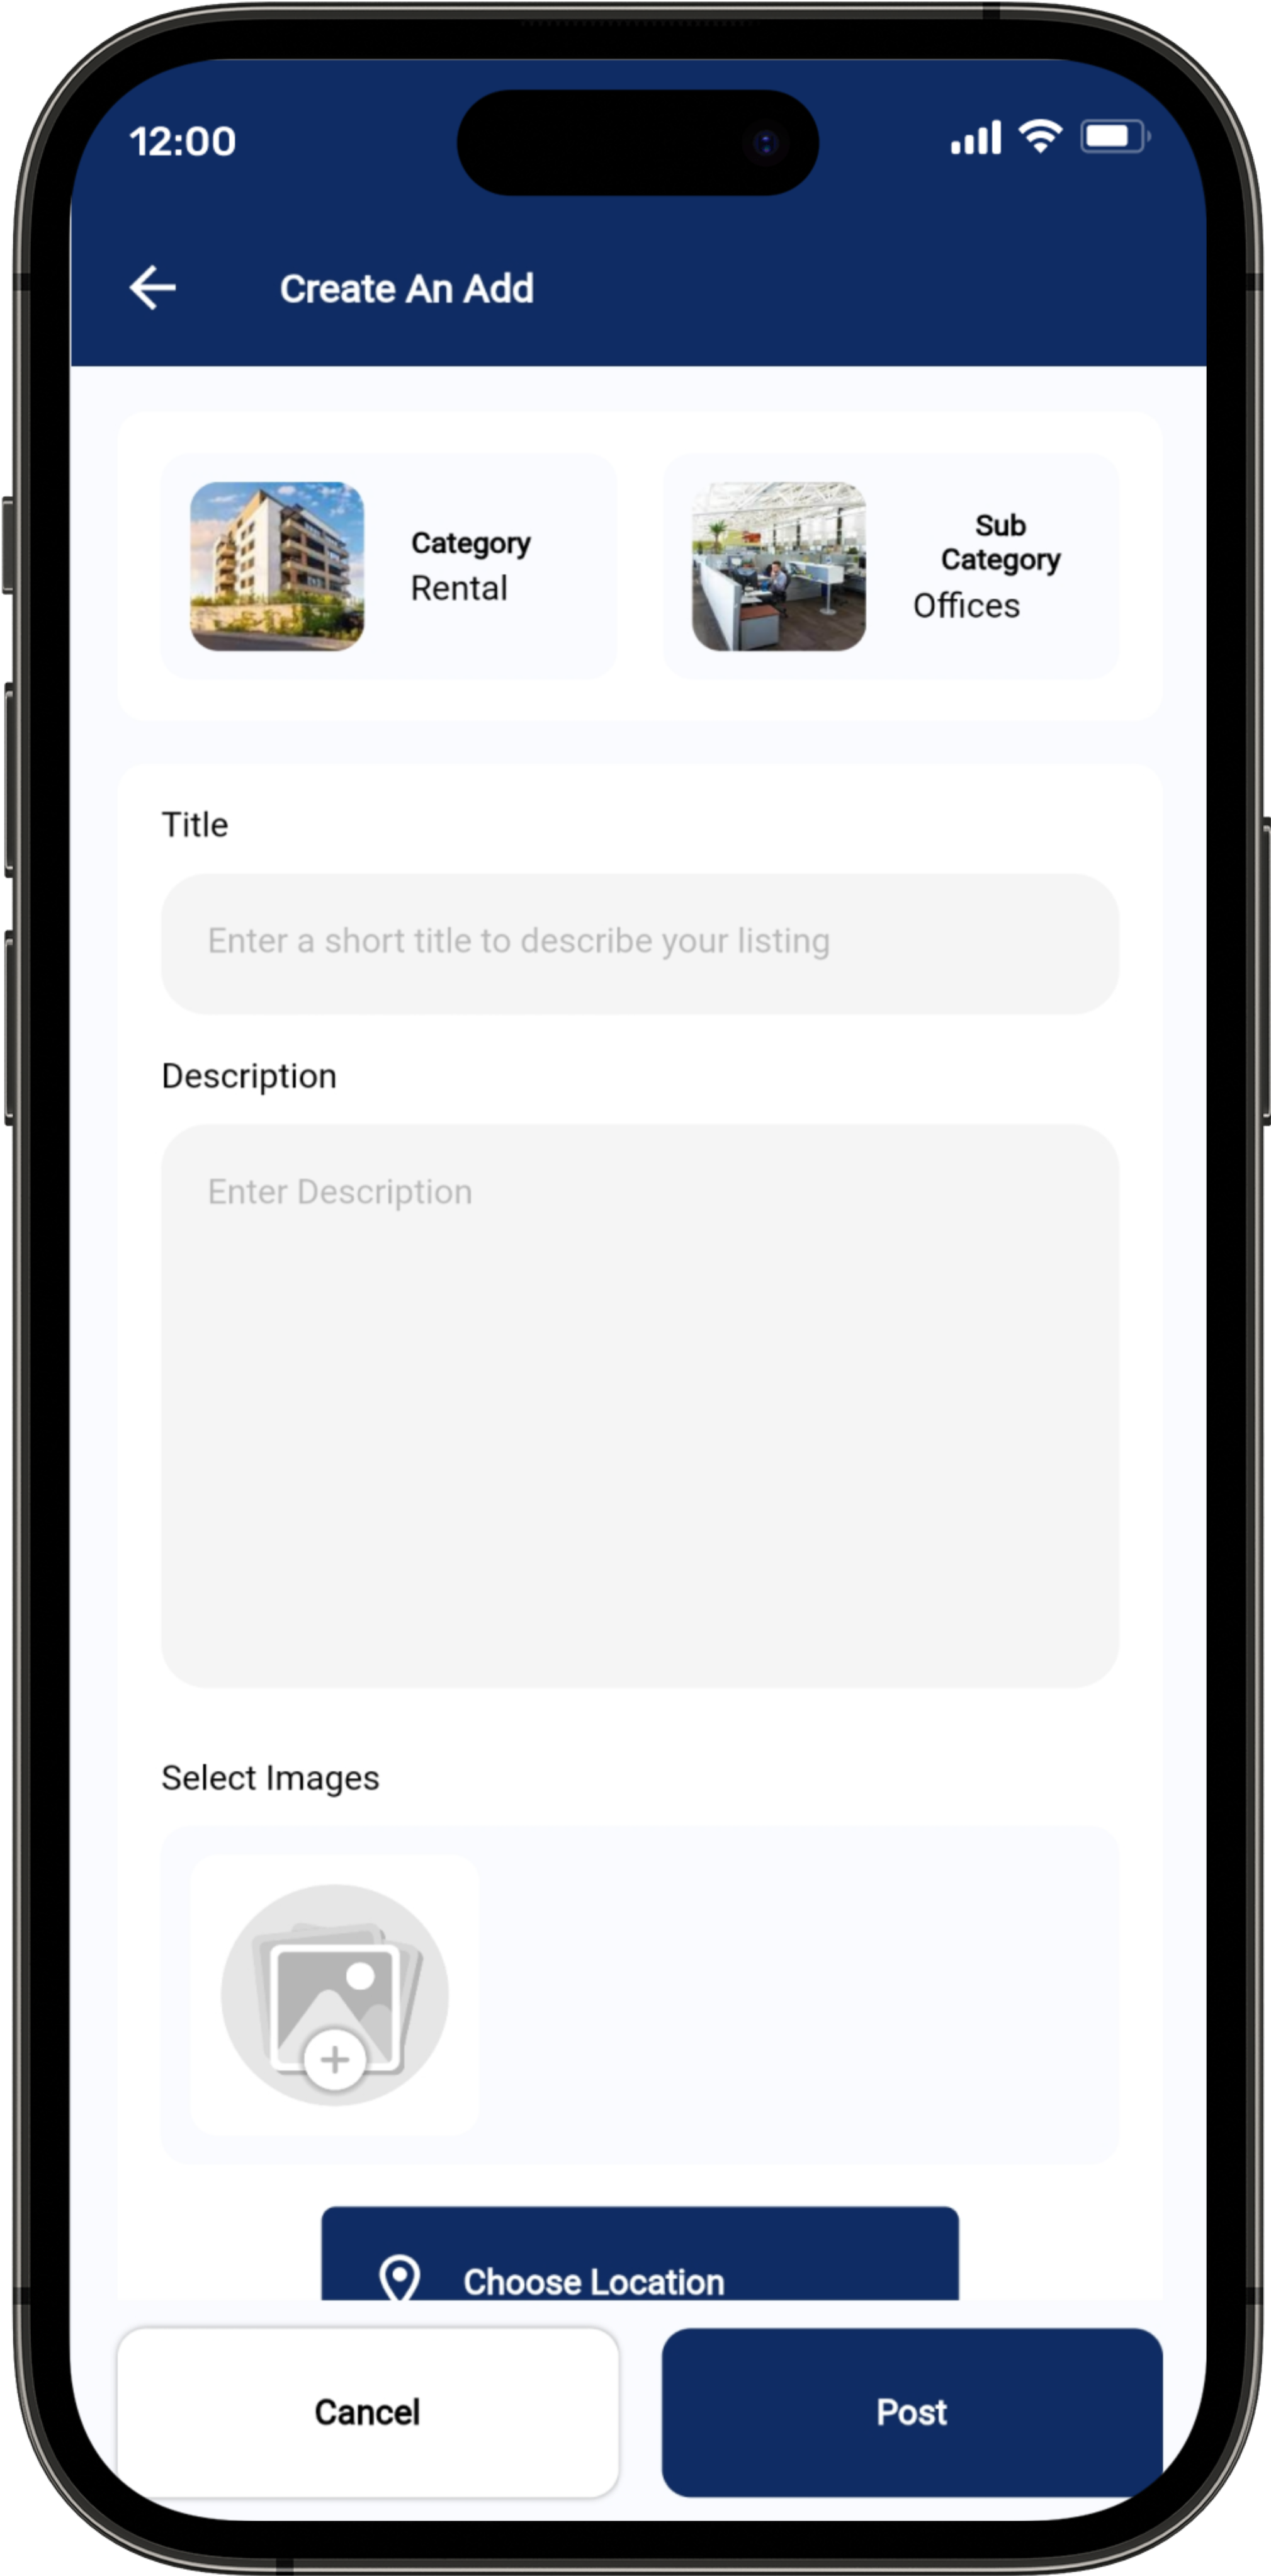 12:00
Create An Add
Category
Rental
Sub
Category
Offices
Title
Enter a short title to describe your listing
Description
Enter Description
Select Images
Choose Location
Cancel
Post